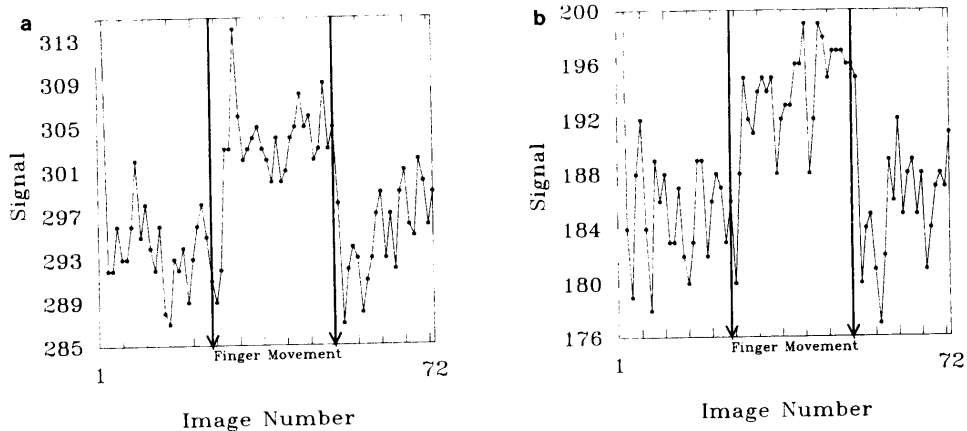 a
313
309
305
301
297
293
289
285
Signal
Finger Movement
1
72
Image Number
b
200
196
192
188
184
180
176
Signal
Finger Movement
1
72
Image Number